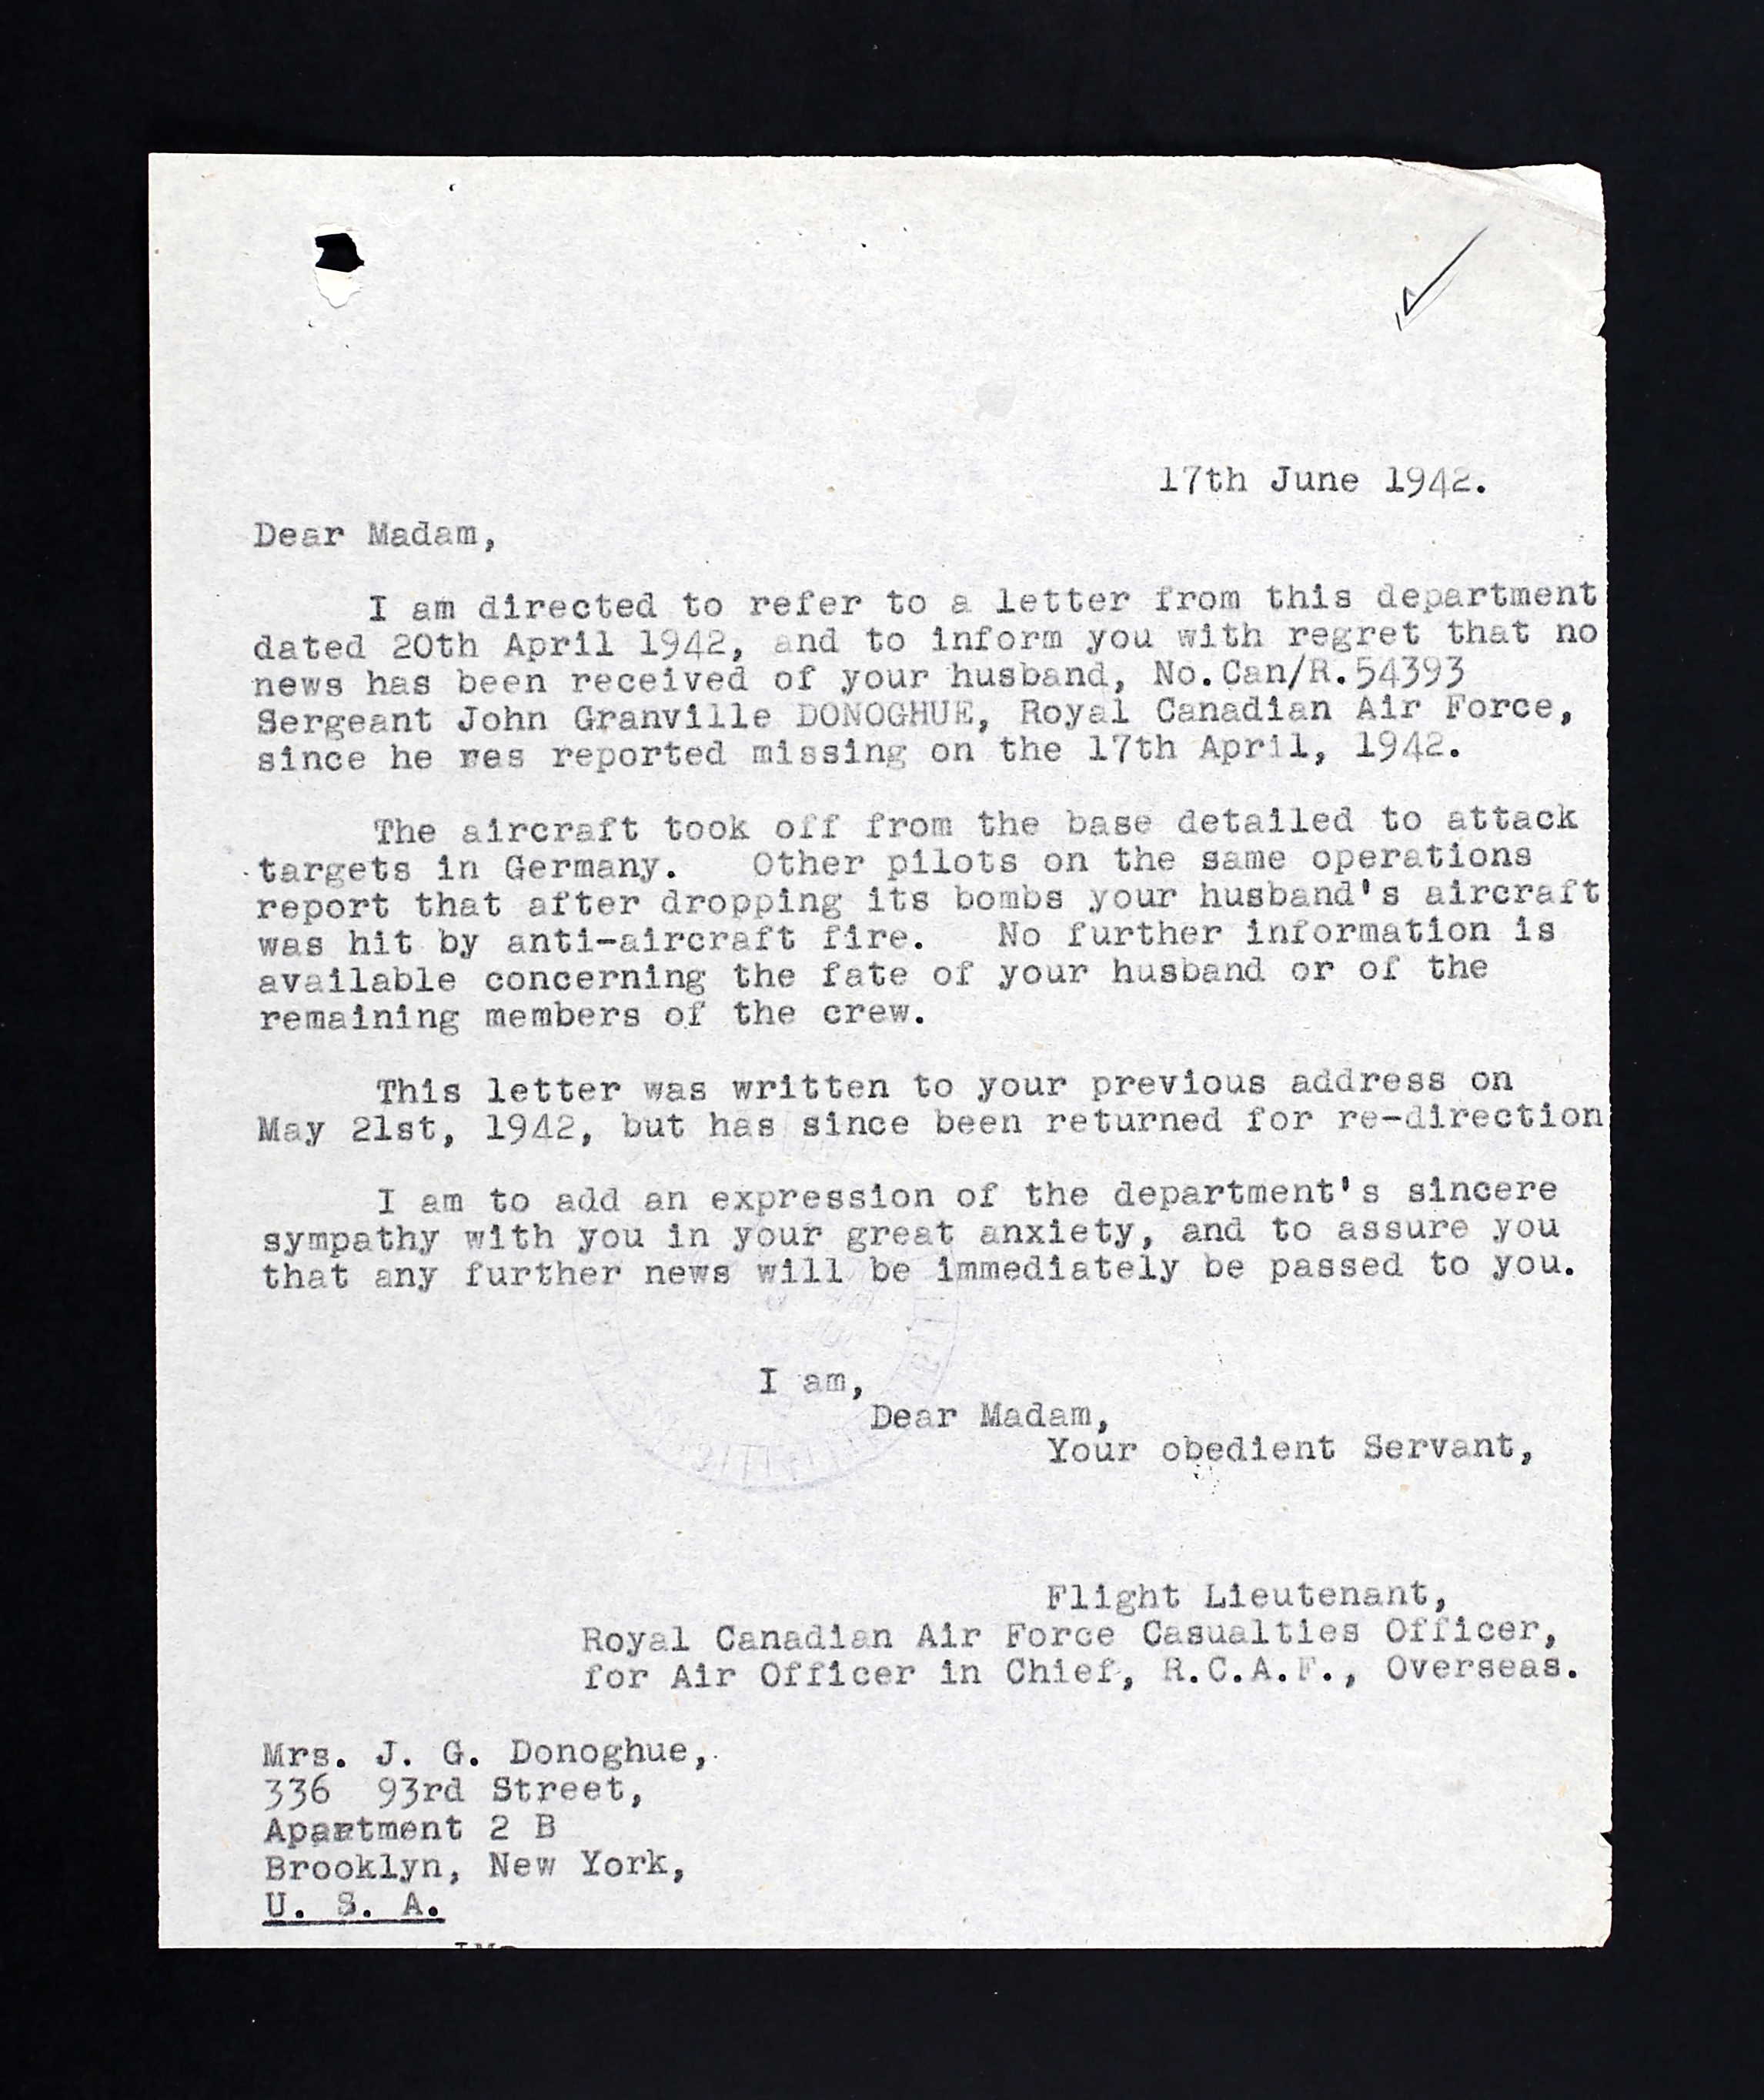 17th June 1942.
Dear Madam,
I am directed to refer to a letter from this department
dated 20th April 1942, and to inform you with regret that no
news has been received of your husband, No.Can/R.54393
Sergeant John Granville DONOGHUE, Royal Canadian Air Force,
since he res reported missing on the 17th April, 1942.
The aircraft took off from the base detailed to attack
targets in Germany. Other pilots on the same operations
report that after dropping its bombs your husband's aircraft
was hit by anti-aircraft fire. No further information is
available concerning the fate of your husband or of the
remaining members of the crew.
This letter was written to your previous address on
May 21st, 1942, but has since been returned for re-direction
I am to add an expression of the department's sincere
sympathy with you in your great anxiety, and to assure you
that any further news will be immediately be passed to you.
I am,
Dear Madam,
Your obedient Servant,
Flight Lieutenant,
Royal Canadian Air Force Casualties Officer,
for Air Officer in Chief, R.C.A.F., Overseas.
Mrs. J. G. Donoghue,
336 93rd Street,
Apartment 2 B
Brooklyn, New York,
U. S. A.